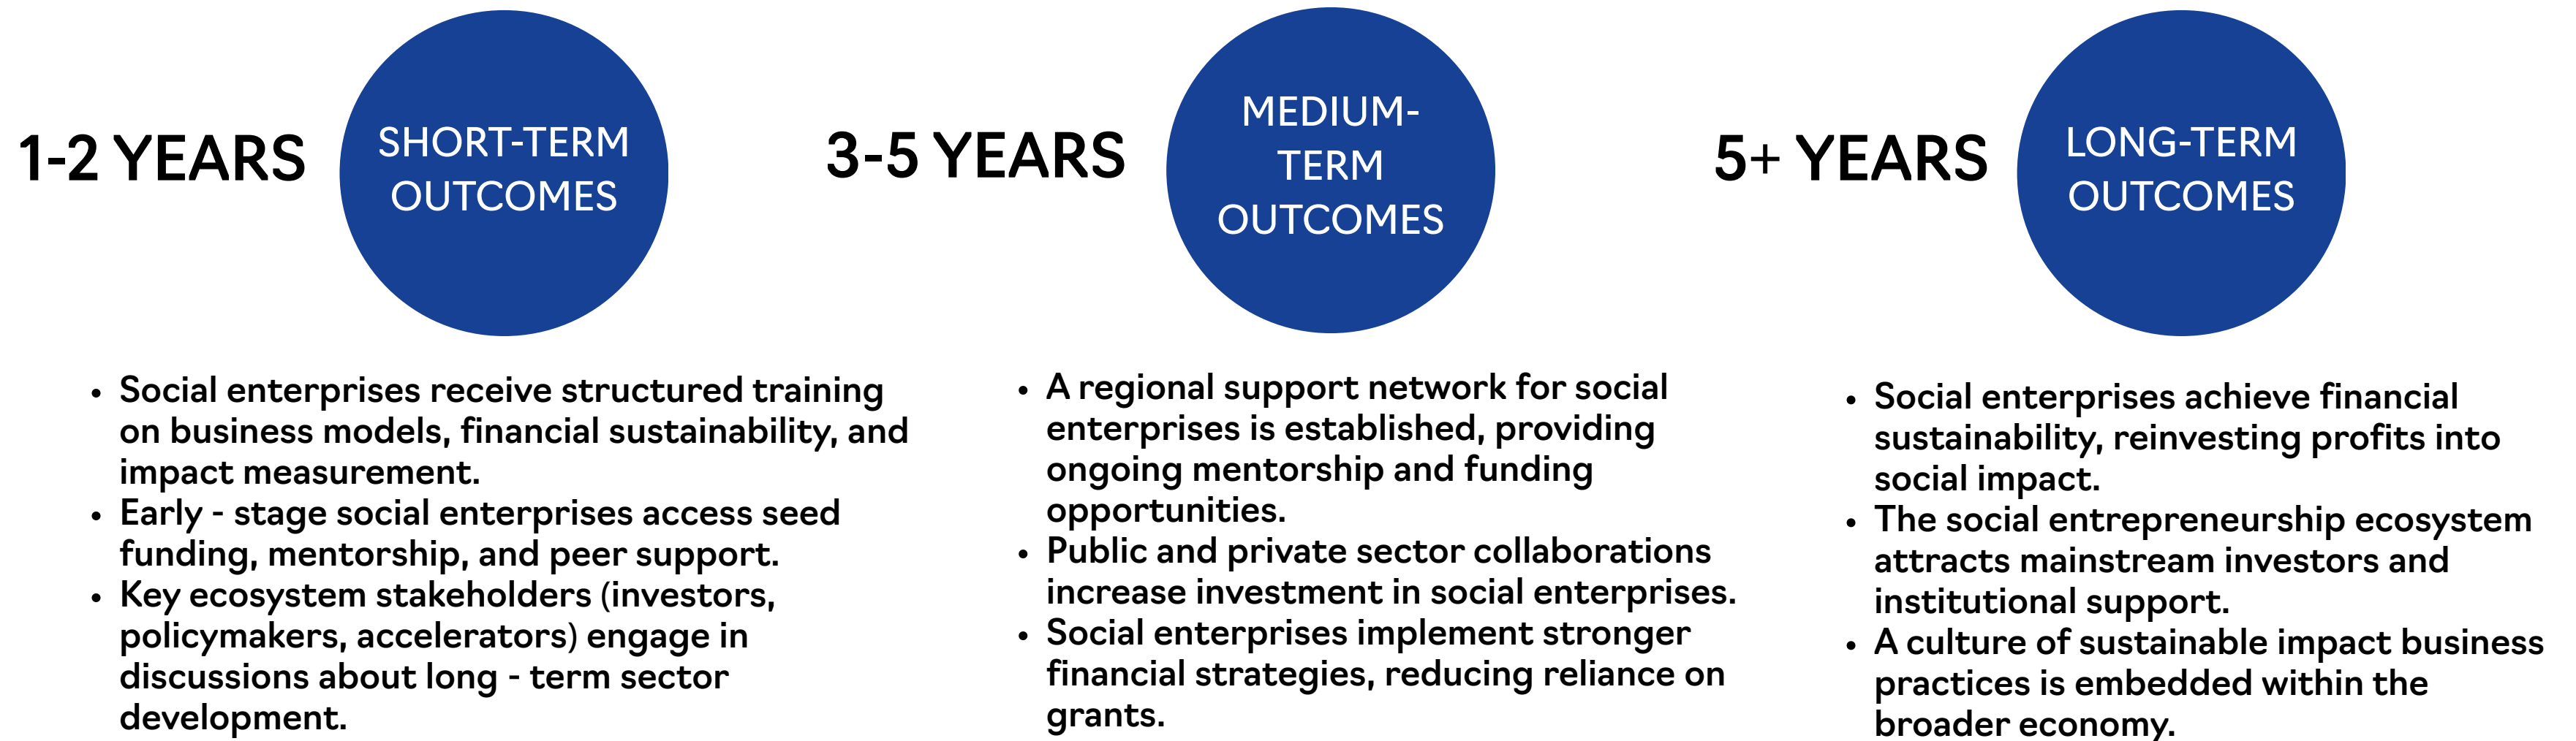 1-2 YEARS
SHORT-TERM
OUTCOMES
• Social enterprises receive structured training
on business models, financial sustainability, and
impact measurement.
• Early - stage social enterprises access seed
funding, mentorship, and peer support.
• Key ecosystem stakeholders (investors,
policymakers, accelerators) engage in
discussions about long - term sector
development.
3-5 YEARS
MEDIUM-
TERM
OUTCOMES
• A regional support network for social
enterprises is established, providing
ongoing mentorship and funding
opportunities.
• Public and private sector collaborations
increase investment in social enterprises.
• Social enterprises implement stronger
financial strategies, reducing reliance on
grants.
5+ YEARS
LONG-TERM
OUTCOMES
• Social enterprises achieve financial
sustainability, reinvesting profits into
social impact.
• The social entrepreneurship ecosystem
attracts mainstream investors and
institutional support.
• A culture of sustainable impact business
practices is embedded within the
broader economy.